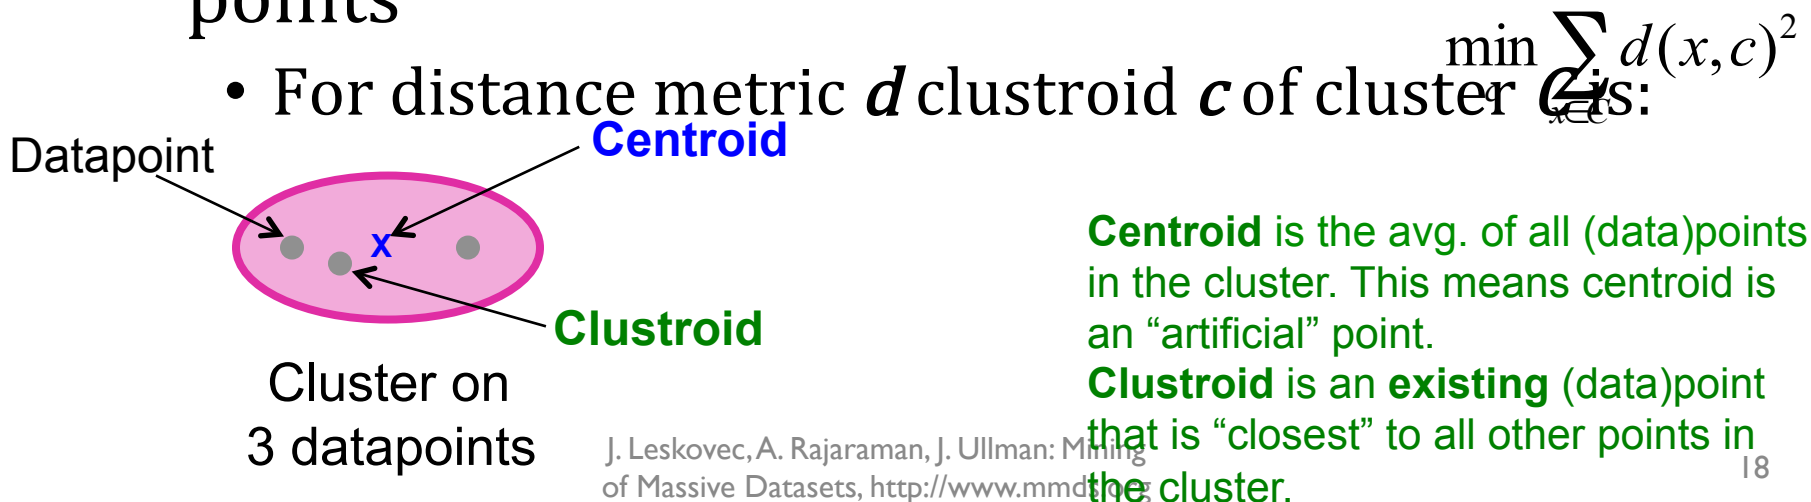 points
• For distance metric d clustroid c of cluster C is:
min ∑ d(x,c)²
c x∈C
Datapoint
Centroid
x
Clustroid
Cluster on
3 datapoints
Centroid is the avg. of all (data)points
in the cluster. This means centroid is
an “artificial” point.
Clustroid is an existing (data)point
that is “closest” to all other points in
the cluster.
J. Leskovec, A. Rajaraman, J. Ullman: Mining
of Massive Datasets, http://www.mmds.org
18